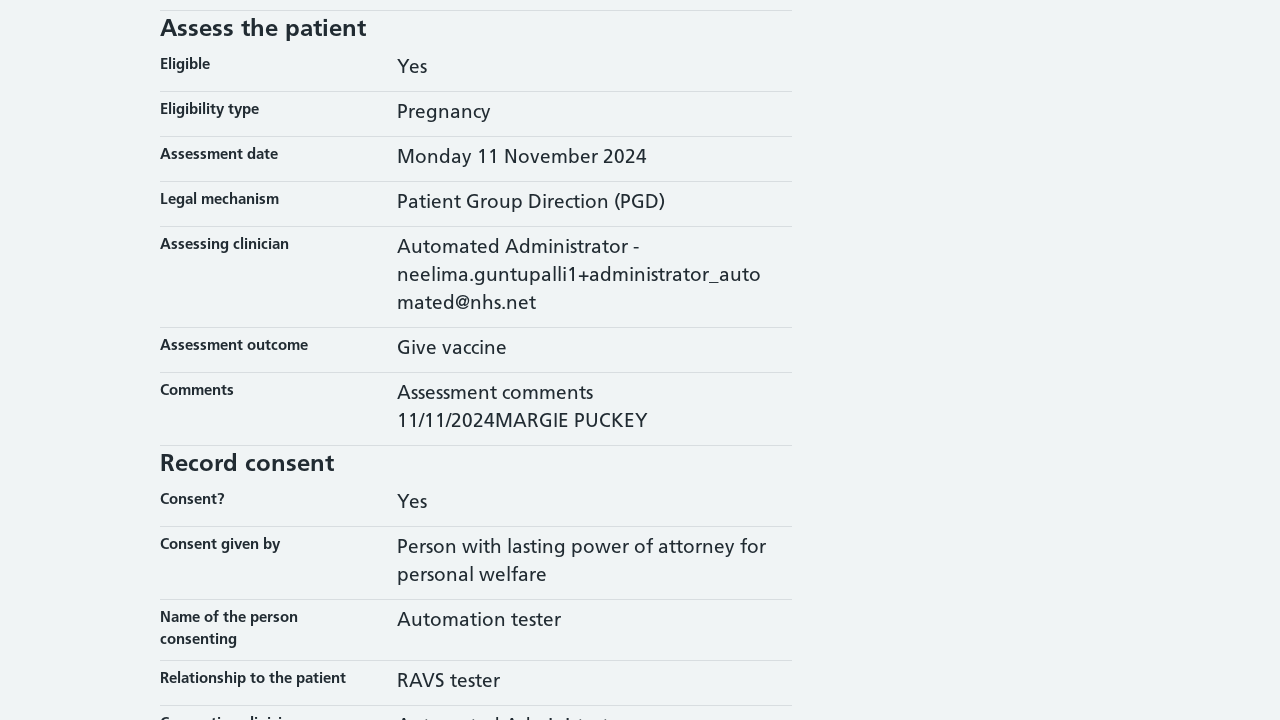 Assess the patient
Eligible
Yes
Eligibility type
Pregnancy
Assessment date
Monday 11 November 2024
Legal mechanism
Patient Group Direction (PGD)
Assessing clinician
Automated Administrator -
neelima.guntupalli1+administrator_auto
mated@nhs.net
Assessment outcome
Give vaccine
Comments
Assessment comments
11/11/2024MARGIE PUCKEY
Record consent
Consent?
Yes
Consent given by
Person with lasting power of attorney for
personal welfare
Name of the person
consenting
Automation tester
Relationship to the patient
RAVS tester